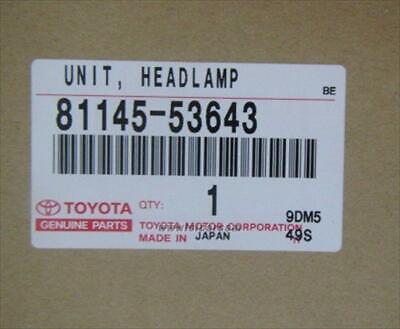 UNIT, HEADLAMP
BE
81145-53643
TOYOTA
GENUINE PARTS
QTY: 1
9DM5
TOYOTA MOTOR CORPORATION
MADE IN JAPAN
49S